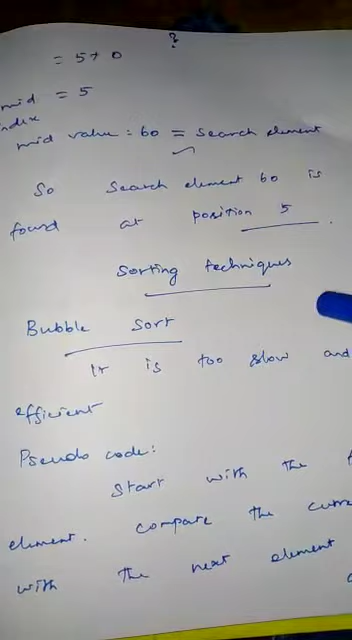 ?
= 5 + 0
mid = 5
index
mid value : 60 = search element
So search element 60 is
found at position 5.
Sorting techniques
Bubble Sort
It is too slow and
efficient
Pseudo code:
Start with the
element. compare the
with the next element